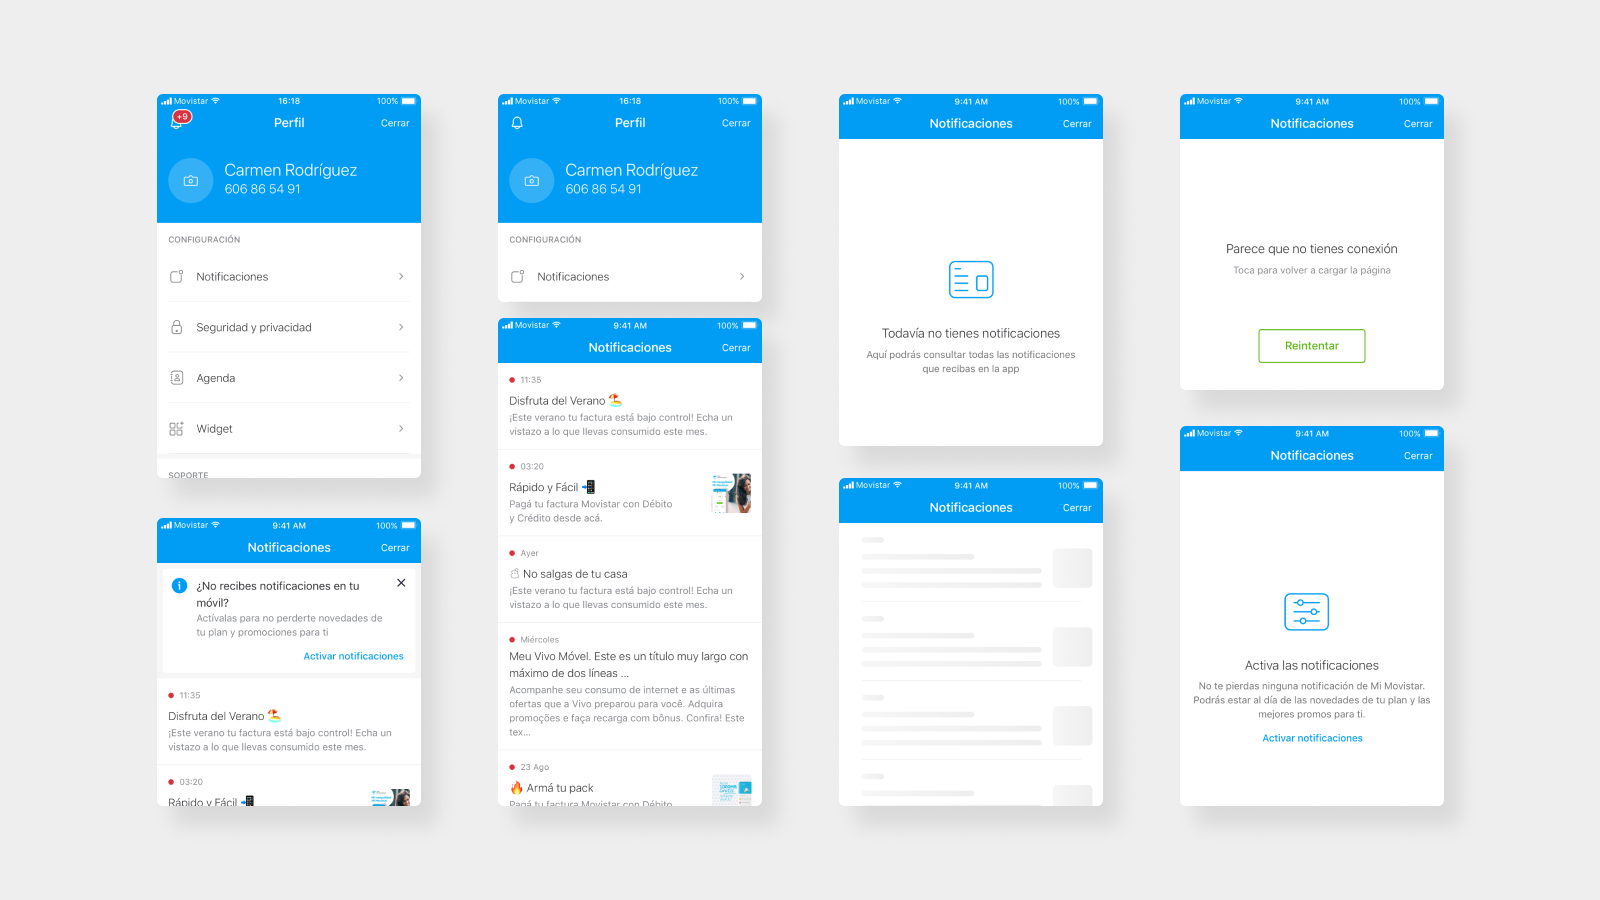 Movistar 16:18 100%
+9
Perfil Cerrar
Carmen Rodríguez
606 86 54 91
CONFIGURACIÓN
Notificaciones
Seguridad y privacidad
Agenda
Widget
SOPORTE
Movistar 9:41 AM 100%
Notificaciones Cerrar
¿No recibes notificaciones en tu
móvil?
Actívalas para no perderte novedades de
tu plan y promociones para ti
Activar notificaciones
11:35
Disfruta del Verano 🏖️
¡Este verano tu factura está bajo control! Echa un
vistazo a lo que llevas consumido este mes.
03:20
Rápido y Fácil 📲
Movistar 16:18 100%
Perfil Cerrar
Carmen Rodríguez
606 86 54 91
CONFIGURACIÓN
Notificaciones
Movistar 9:41 AM 100%
Notificaciones Cerrar
11:35
Disfruta del Verano 🏖️
¡Este verano tu factura está bajo control! Echa un
vistazo a lo que llevas consumido este mes.
03:20
Rápido y Fácil 📲
Pagá tu factura Movistar con Débito
y Crédito desde acá.
Ayer
No salgas de tu casa
¡Este verano tu factura está bajo control! Echa un
vistazo a lo que llevas consumido este mes.
Miércoles
Meu Vivo Móvel. Este es un título muy largo con
máximo de dos líneas ...
Acompanhe seu consumo de internet e as últimas
ofertas que a Vivo preparou para você. Adquira
promoções e faça recarga com bônus. Confira! Este
tex...
23 Ago
🔥 Armá tu pack
Pagá tu factura Movistar con Débito
Movistar 9:41 AM 100%
Notificaciones Cerrar
Todavía no tienes notificaciones
Aquí podrás consultar todas las notificaciones
que recibas en la app
Movistar 9:41 AM 100%
Notificaciones Cerrar
Movistar 9:41 AM 100%
Notificaciones Cerrar
Parece que no tienes conexión
Toca para volver a cargar la página
Reintentar
Movistar 9:41 AM 100%
Notificaciones Cerrar
Activa las notificaciones
No te pierdas ninguna notificación de Mi Movistar.
Podrás estar al día de las novedades de tu plan y las
mejores promos para ti.
Activar notificaciones